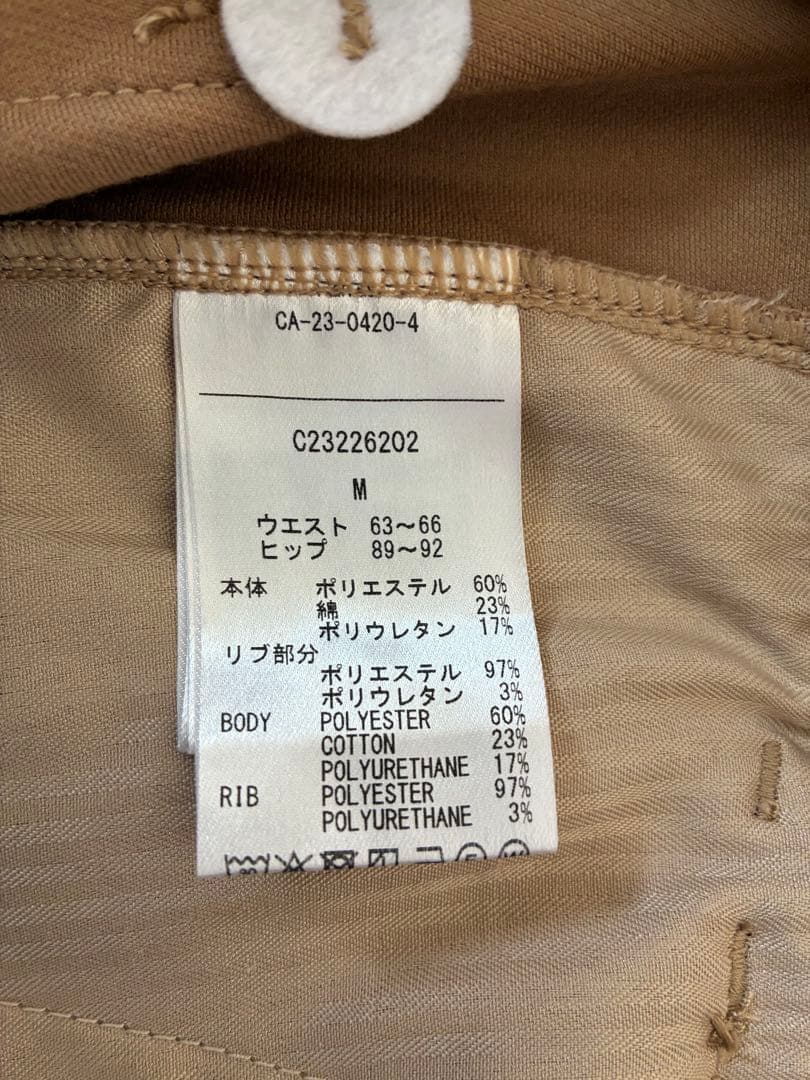 CA-23-0420-4
C23226202
M
ウエスト 63～66
ヒップ 89～92
本体 ポリエステル 60%
綿 23%
ポリウレタン 17%
リブ部分
ポリエステル 97%
ポリウレタン 3%
BODY POLYESTER 60%
COTTON 23%
POLYURETHANE 17%
RIB POLYESTER 97%
POLYURETHANE 3%